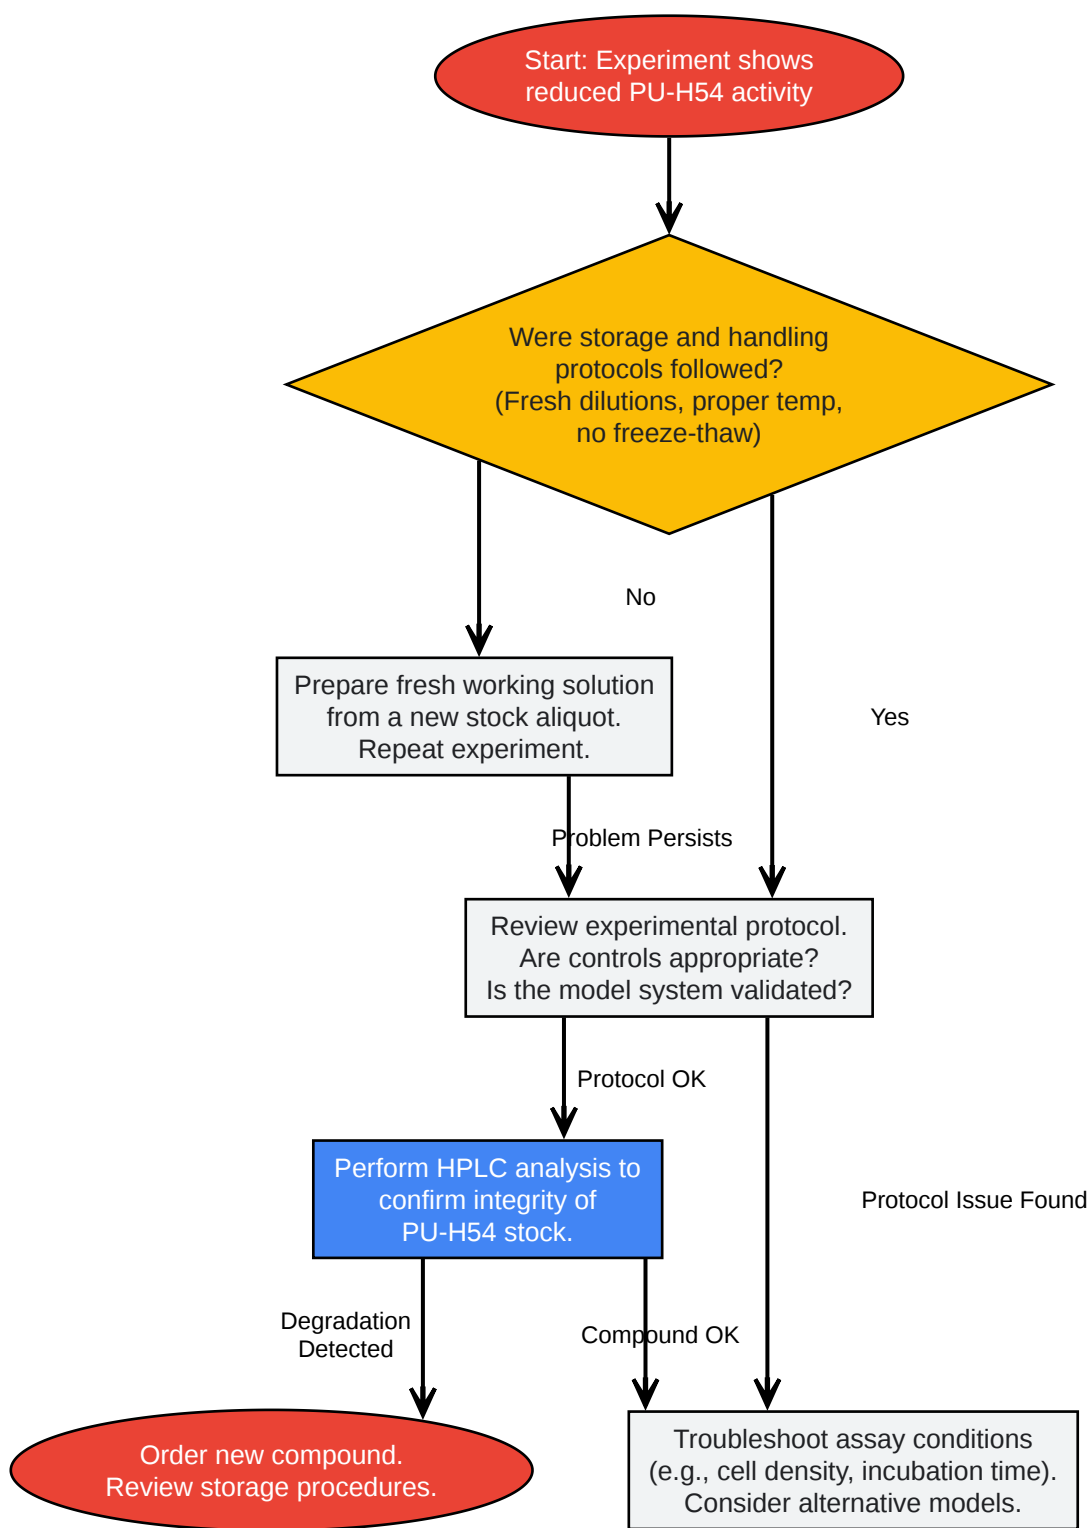 Start: Experiment shows
reduced PU-H54 activity
Were storage and handling
protocols followed?
(Fresh dilutions, proper temp,
no freeze-thaw)
No
Prepare fresh working solution
from a new stock aliquot.
Repeat experiment.
Yes
Problem Persists
Review experimental protocol.
Are controls appropriate?
Is the model system validated?
Protocol OK
Perform HPLC analysis to
confirm integrity of
PU-H54 stock.
Protocol Issue Found
Degradation
Detected
Compound OK
Order new compound.
Review storage procedures.
Troubleshoot assay conditions
(e.g., cell density, incubation time).
Consider alternative models.